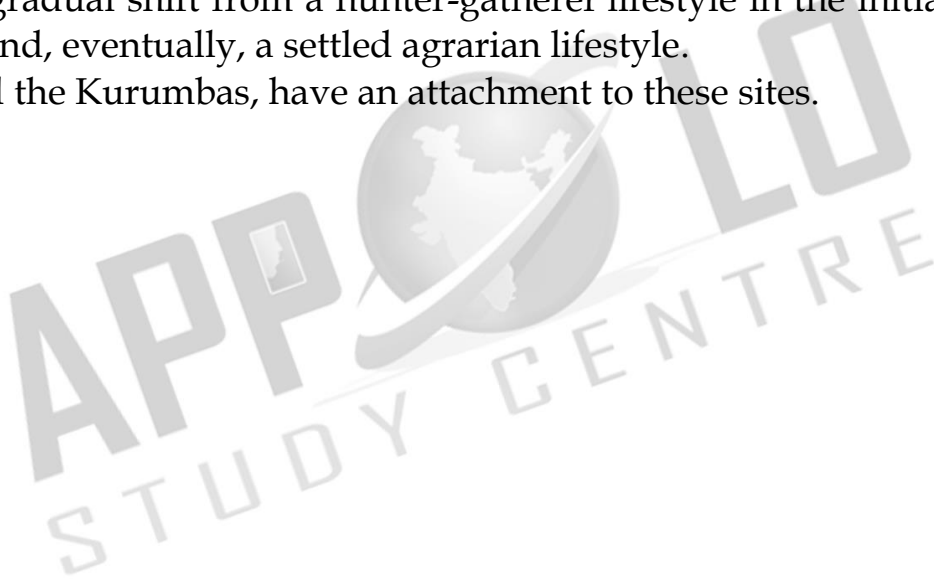 gradual shift from a hunter-gatherer lifestyle in the initia
nd, eventually, a settled agrarian lifestyle.
l the Kurumbas, have an attachment to these sites.
APPOLO
STUDY CENTRE